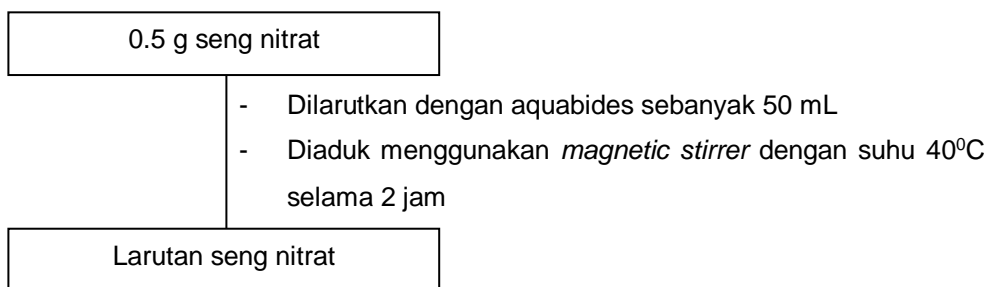 0.5 g seng nitrat
- Dilarutkan dengan aquabides sebanyak 50 mL
- Diaduk menggunakan magnetic stirrer dengan suhu 40⁰C
selama 2 jam
Larutan seng nitrat